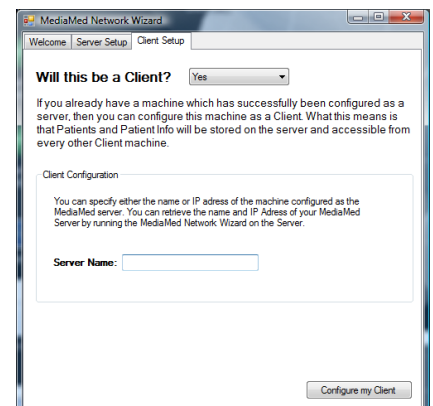 MediaMed Network Wizard
Welcome Server Setup Client Setup
Will this be a Client? Yes
If you already have a machine which has successfully been configured as a
server, then you can configure this machine as a Client. What this means is
that Patients and Patient Info will be stored on the server and accessible from
every other Client machine.
Client Configuration
You can specify either the name or IP adress of the machine configured as the
MediaMed server. You can retrieve the name and IP Adress of your MediaMed
Server by running the MediaMed Network Wizard on the Server.
Server Name:
Configure my Client